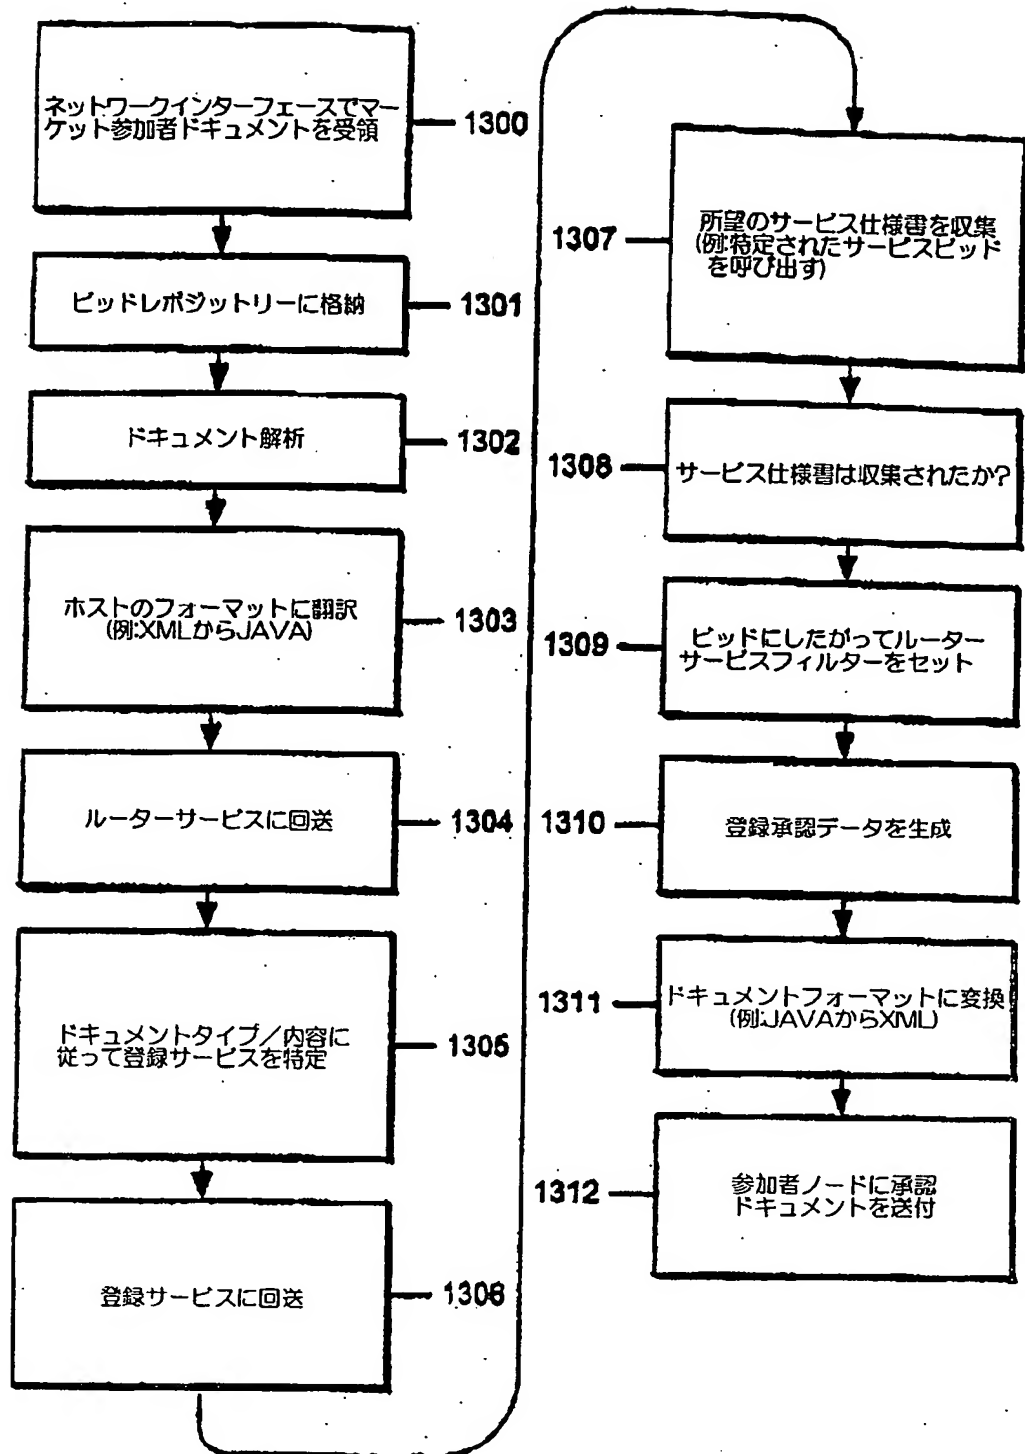 ネットワークインターフェースでマー
ケット参加者ドキュメントを受領
1300
ビッドレポジットリーに格納
1301
ドキュメント解析
1302
ホストのフォーマットに翻訳
(例:XMLからJAVA)
1303
ルーターサービスに回送
1304
ドキュメントタイプ/内容に
従って登録サービスを特定
1305
登録サービスに回送
1306
所望のサービス仕様書を収集
(例:特定されたサービスビッド
を呼び出す)
1307
サービス仕様書は収集されたか?
1308
ビッドにしたがってルーター
サービスフィルターをセット
1309
登録承認データを生成
1310
ドキュメントフォーマットに変換
(例:JAVAからXML)
1311
参加者ノードに承認
ドキュメントを送付
1312